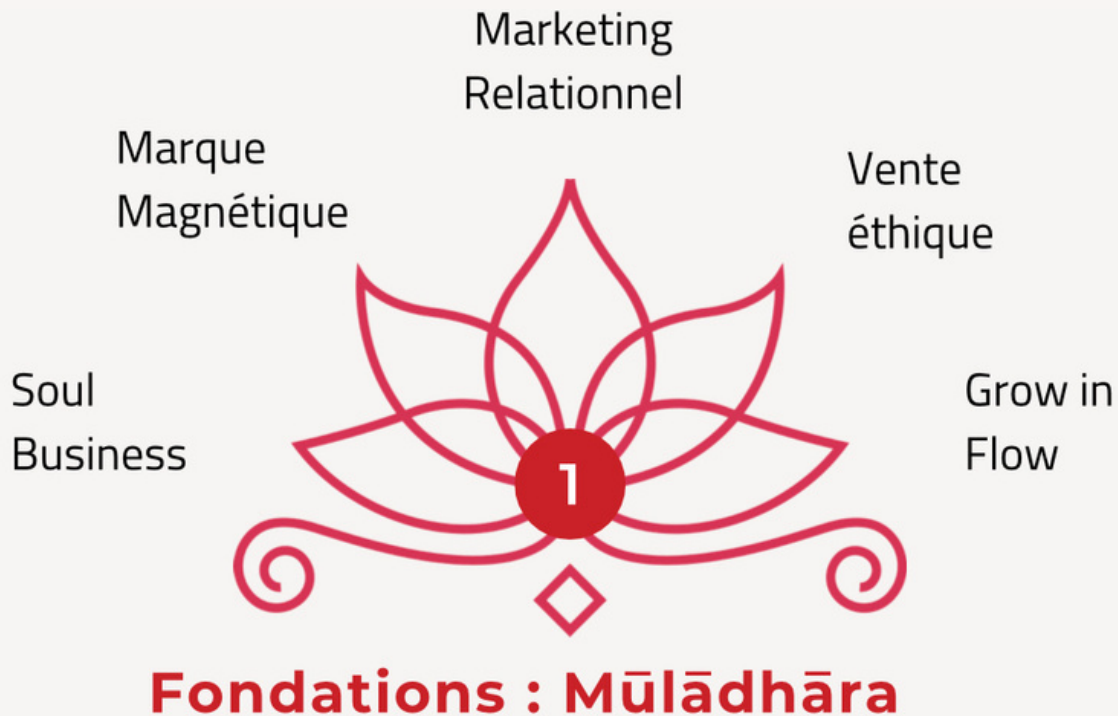 Marketing
Relationnel
Marque
Magnétique
Vente
éthique
Soul
Business
Grow in
Flow
1
Fondations : Mūlādhāra